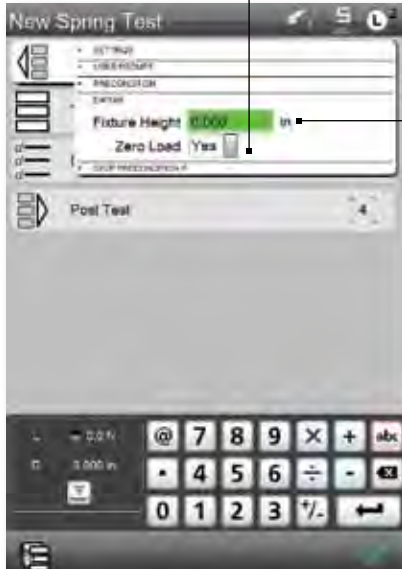 New Spring Test
SETTINGS
USER PROMPT
PRECONDITION
DATUM
Fixture Height 0.000 in
Zero Load Yes
Post Test 4
L 0.0 N @ 7 8 9 × + abc
D 0.000 in . 4 5 6 ÷ -
0 1 2 3 +/-